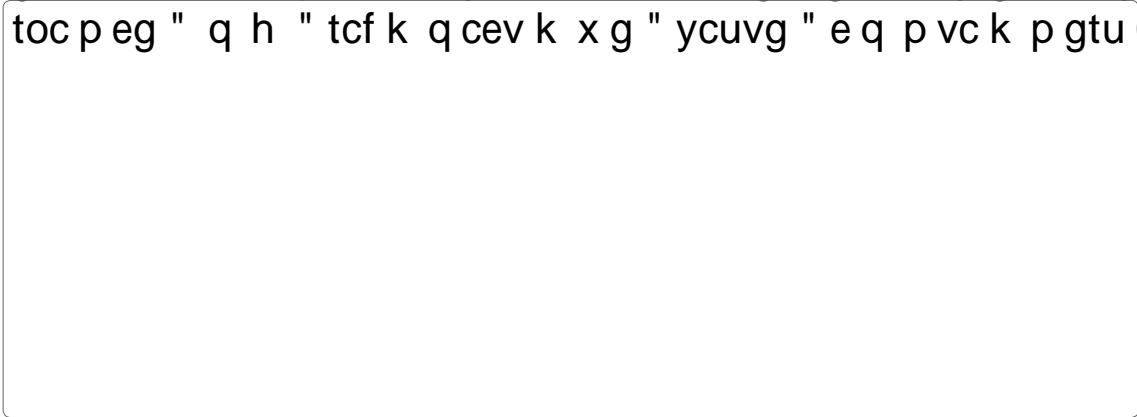 toc p eg " q h " tcf k q cev k x g " ycuvg " e q p vc k p gtu